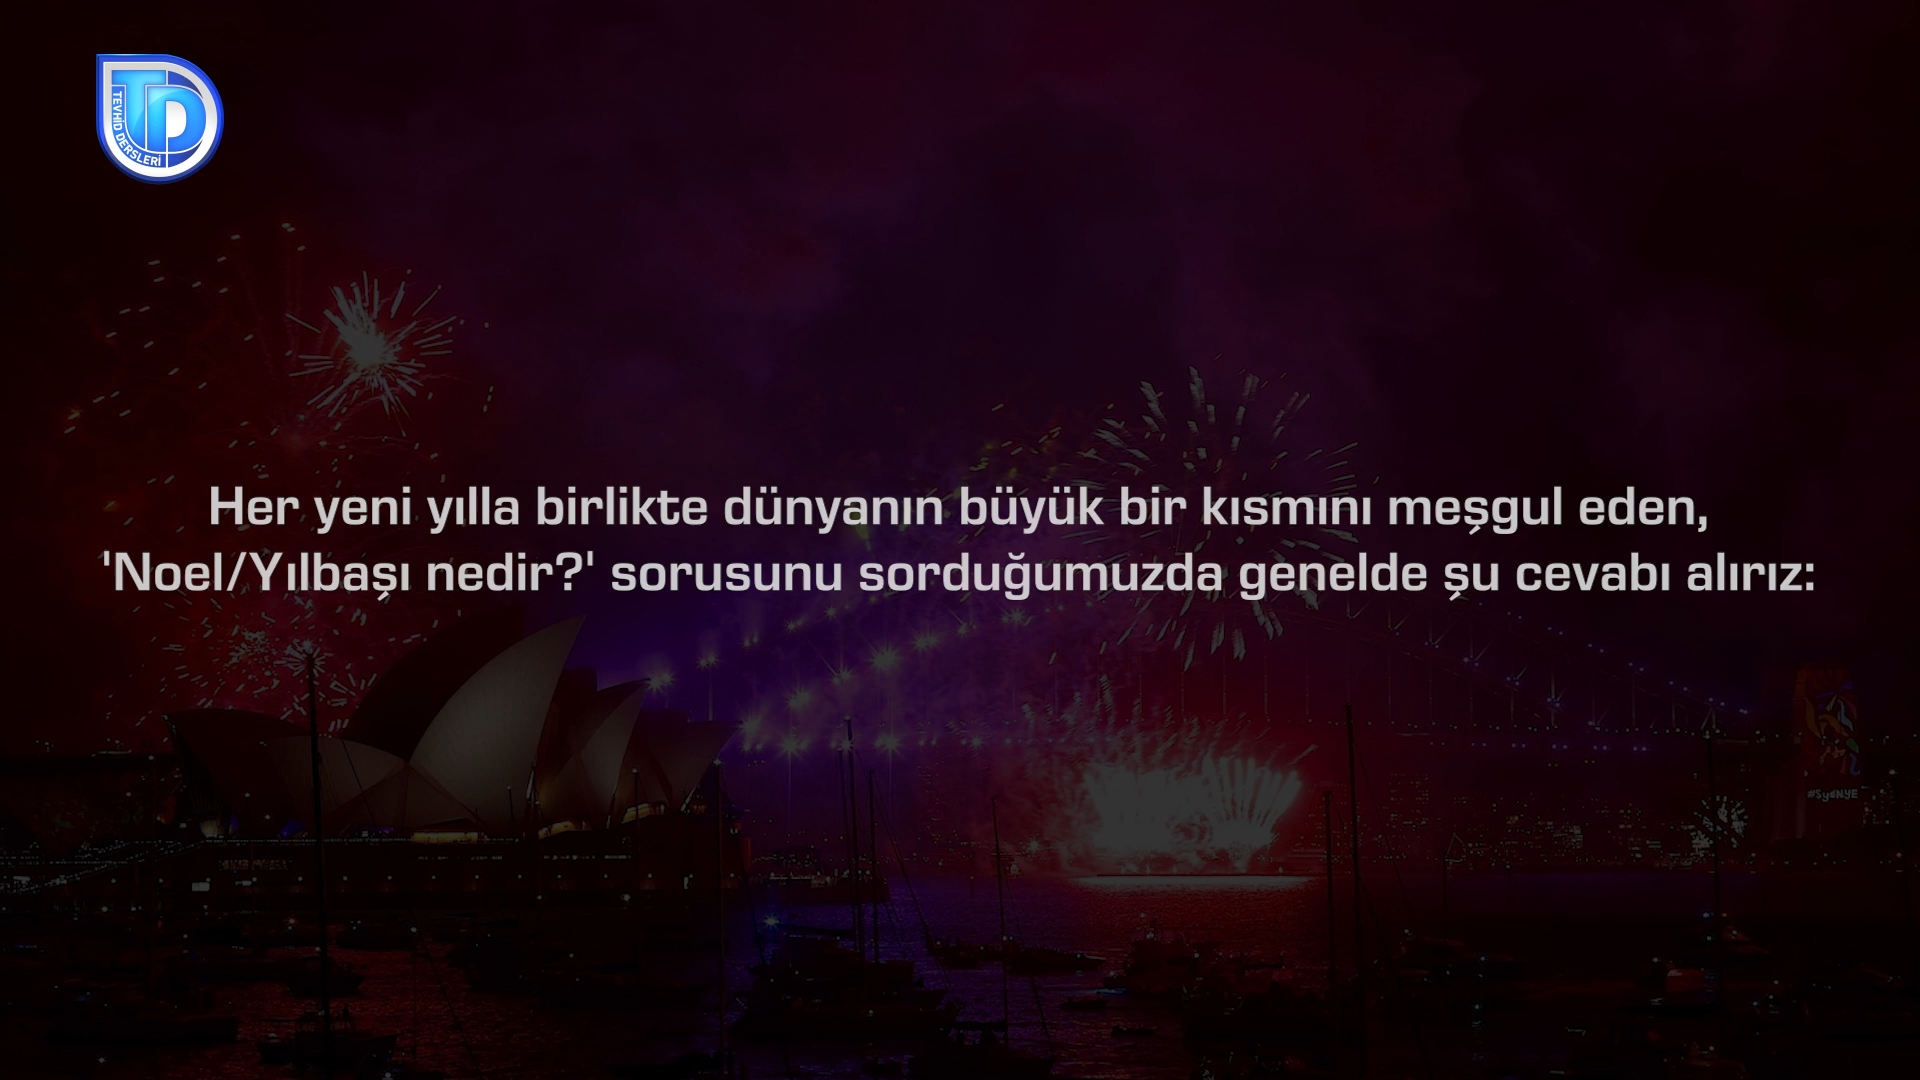 TD
TEVHİD DERSLERİ
Her yeni yılla birlikte dünyanın büyük bir kısmını meşgul eden,
'Noel/Yılbaşı nedir?' sorusunu sorduğumuzda genelde şu cevabı alırız:
#SydNYE